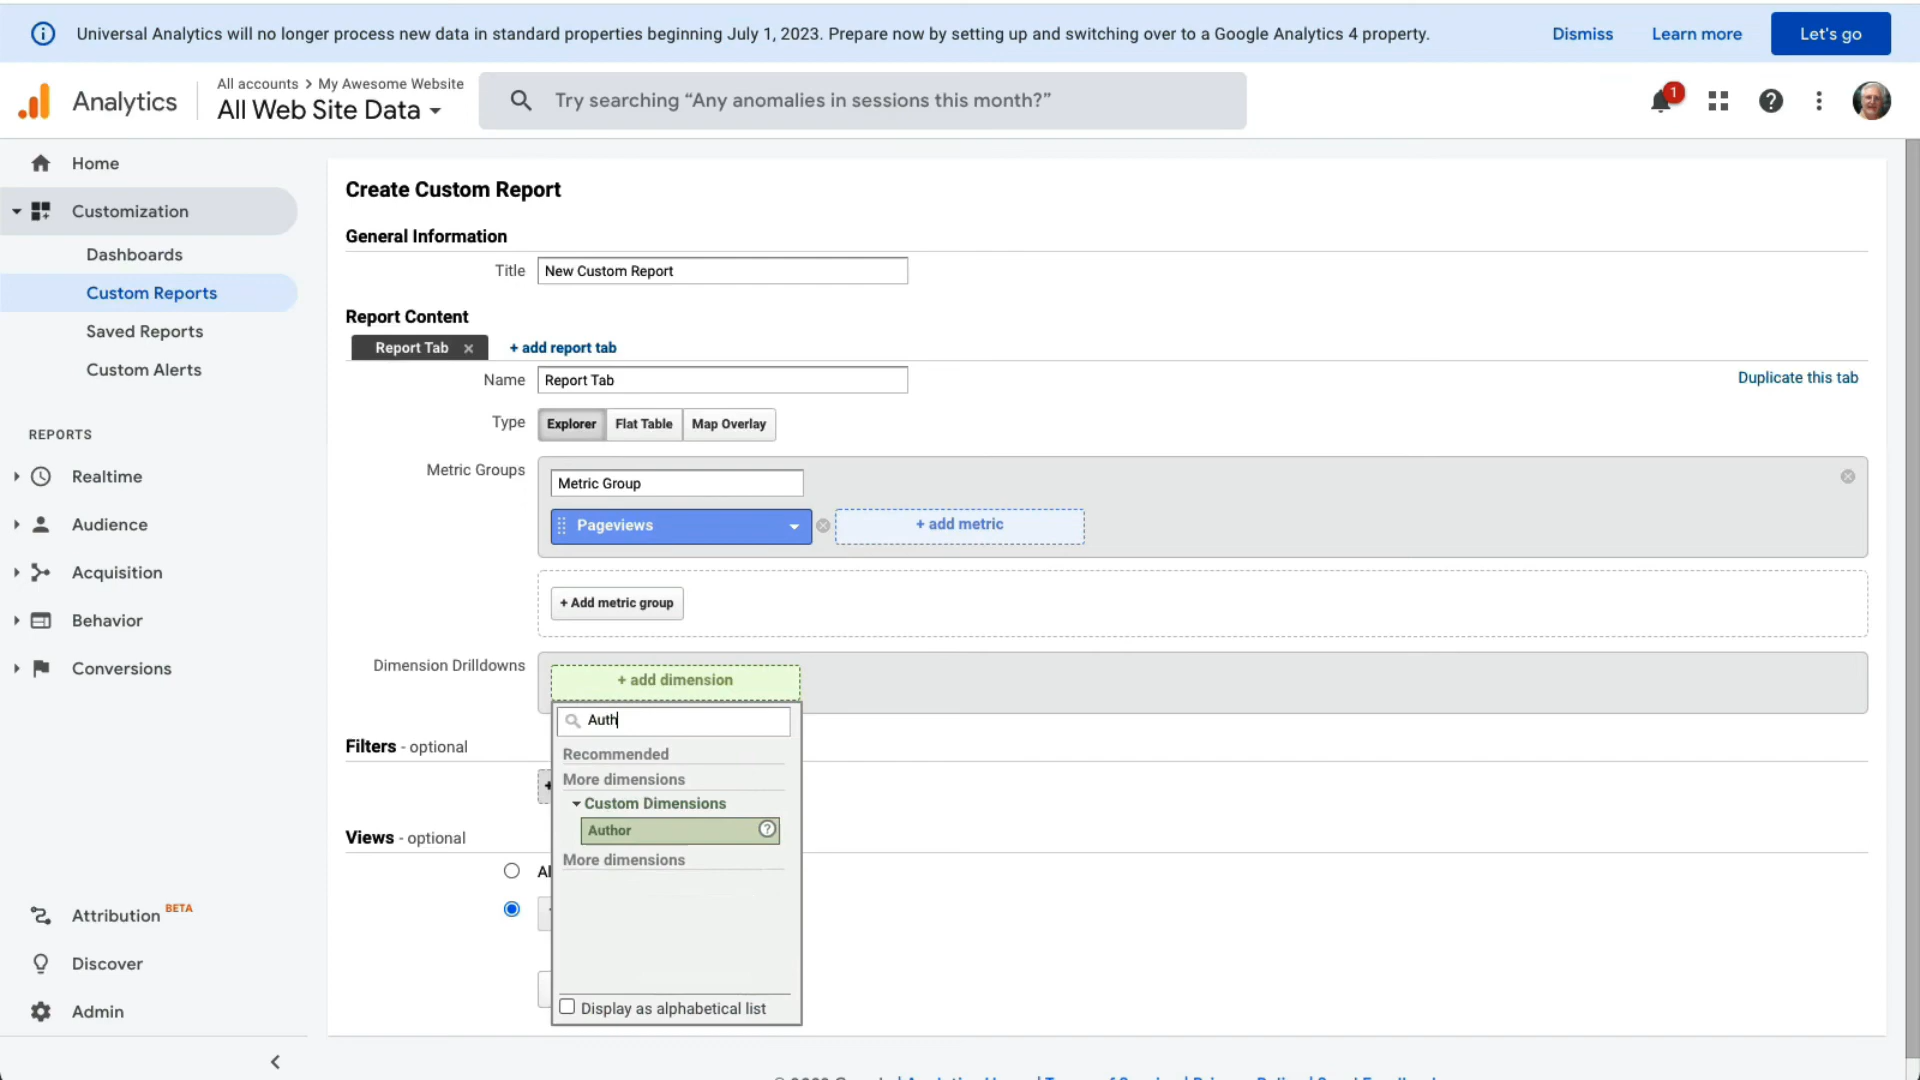 Universal Analytics will no longer process new data in standard properties beginning July 1, 2023. Prepare now by setting up and switching over to a Google Analytics 4 property.
Dismiss
Learn more
Let's go
Analytics
All accounts > My Awesome Website
All Web Site Data
Try searching “Any anomalies in sessions this month?”
1
Home
Customization
Dashboards
Custom Reports
Saved Reports
Custom Alerts
REPORTS
Realtime
Audience
Acquisition
Behavior
Conversions
Attribution BETA
Discover
Admin
Create Custom Report
General Information
Title
New Custom Report
Report Content
Report Tab
+ add report tab
Name
Report Tab
Duplicate this tab
Type
Explorer
Flat Table
Map Overlay
Metric Groups
Metric Group
Pageviews
+ add metric
+ Add metric group
Dimension Drilldowns
+ add dimension
Auth
Recommended
More dimensions
Custom Dimensions
Author
More dimensions
Display as alphabetical list
Filters - optional
Views - optional